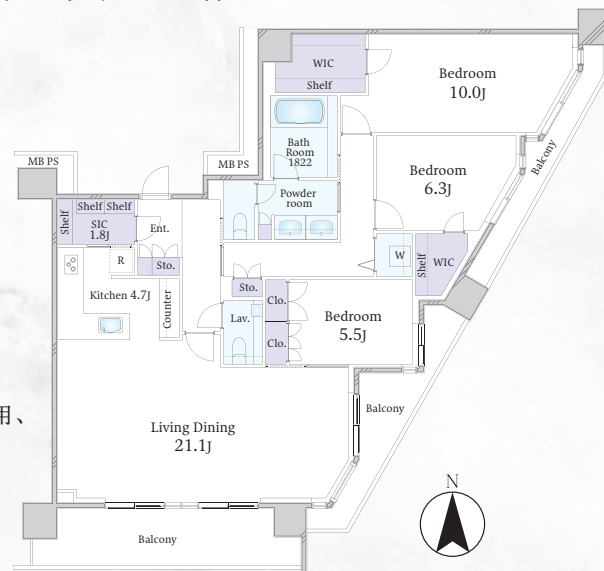 WIC
Shelf
Bedroom
10.0J
Bath
Room
1822
Bedroom
6.3J
Balcony
MB PS
MB PS
Powder
room
Shelf
Shelf
Shelf
SIC
1.8J
Ent.
R
Sto.
W
Shelf
WIC
Kitchen 4.7J
Counter
Sto.
Clo.
Lav.
Clo.
Bedroom
5.5J
Living Dining
21.1J
Balcony
用、
N
Balcony